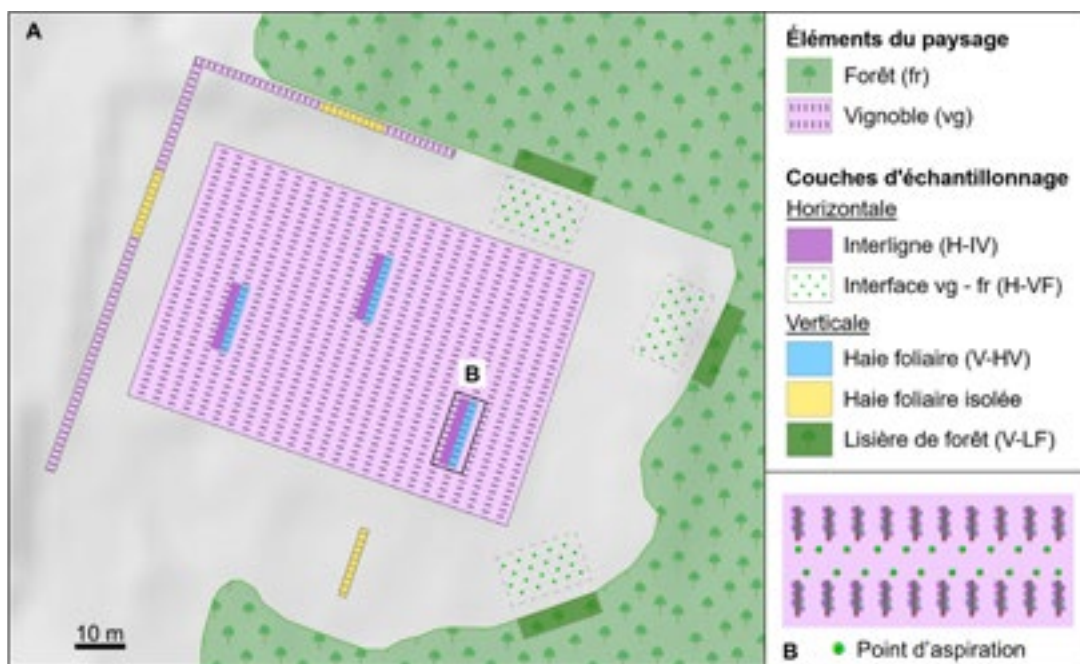 A
B
10 m
Éléments du paysage
Forêt (fr)
Vignoble (vg)
Couches d'échantillonnage
Horizontale
Interligne (H-IV)
Interface vg - fr (H-VF)
Verticale
Haie foliaire (V-HV)
Haie foliaire isolée
Lisière de forêt (V-LF)
B
Point d'aspiration